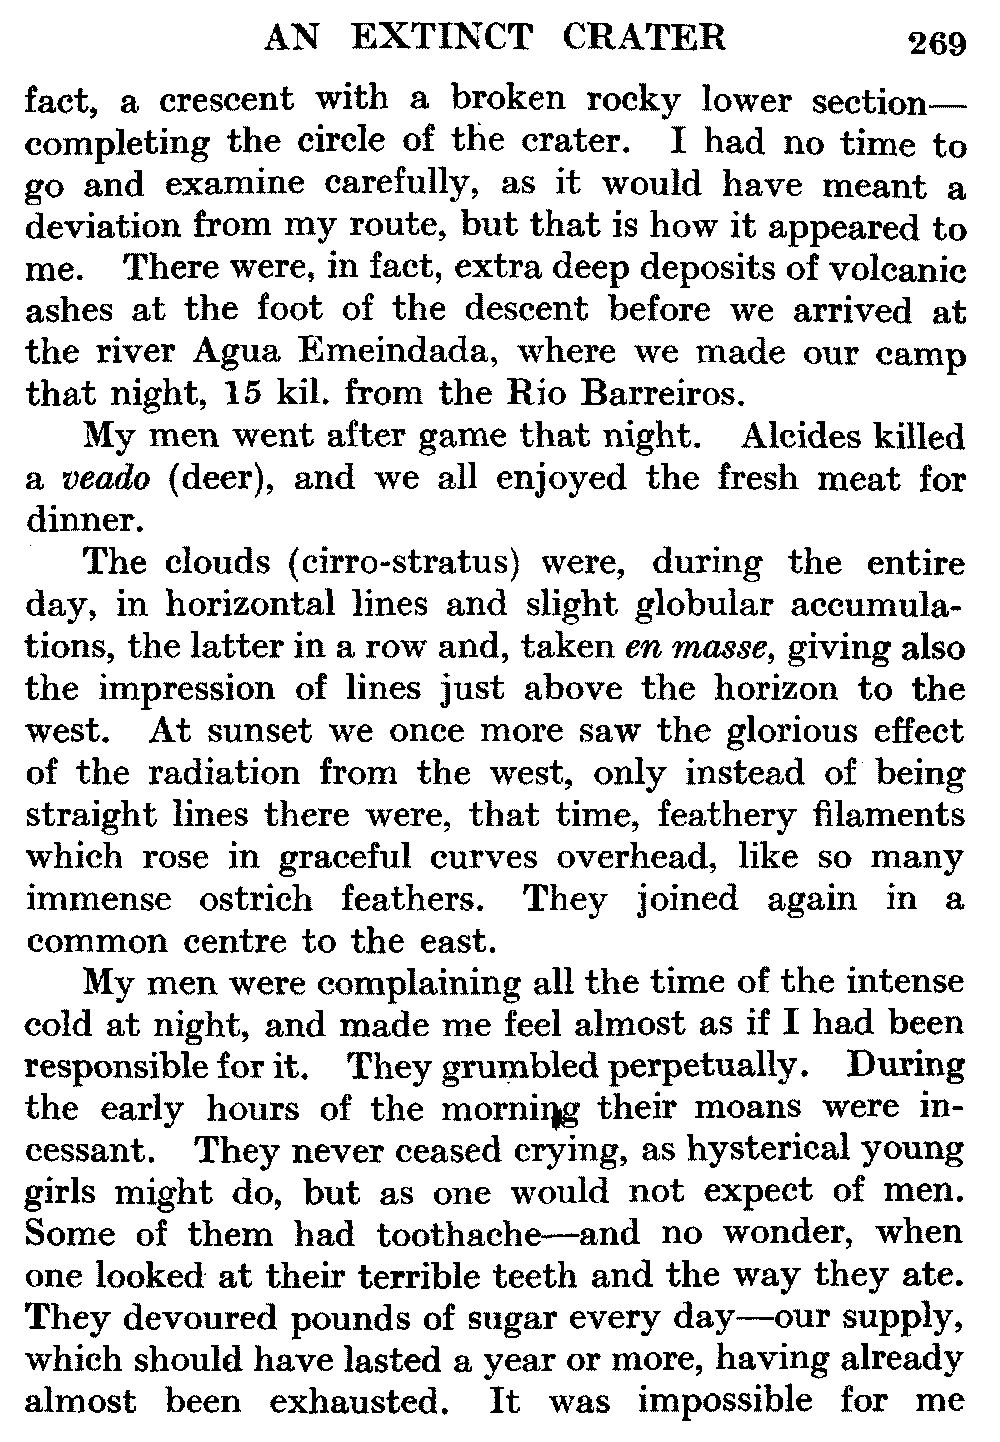 AN EXTINCT CRATER 269
fact, a crescent with a broken rocky lower section—
completing the circle of the crater. I had no time to
go and examine carefully, as it would have meant a
deviation from my route, but that is how it appeared to
me. There were, in fact, extra deep deposits of volcanic
ashes at the foot of the descent before we arrived at
the river Agua Emeindada, where we made our camp
that night, 15 kil. from the Rio Barreiros.
My men went after game that night. Alcides killed
a veado (deer), and we all enjoyed the fresh meat for
dinner.
The clouds (cirro-stratus) were, during the entire
day, in horizontal lines and slight globular accumula-
tions, the latter in a row and, taken en masse, giving also
the impression of lines just above the horizon to the
west. At sunset we once more saw the glorious effect
of the radiation from the west, only instead of being
straight lines there were, that time, feathery filaments
which rose in graceful curves overhead, like so many
immense ostrich feathers. They joined again in a
common centre to the east.
My men were complaining all the time of the intense
cold at night, and made me feel almost as if I had been
responsible for it. They grumbled perpetually. During
the early hours of the morning their moans were in-
cessant. They never ceased crying, as hysterical young
girls might do, but as one would not expect of men.
Some of them had toothache—and no wonder, when
one looked at their terrible teeth and the way they ate.
They devoured pounds of sugar every day—our supply,
which should have lasted a year or more, having already
almost been exhausted. It was impossible for me